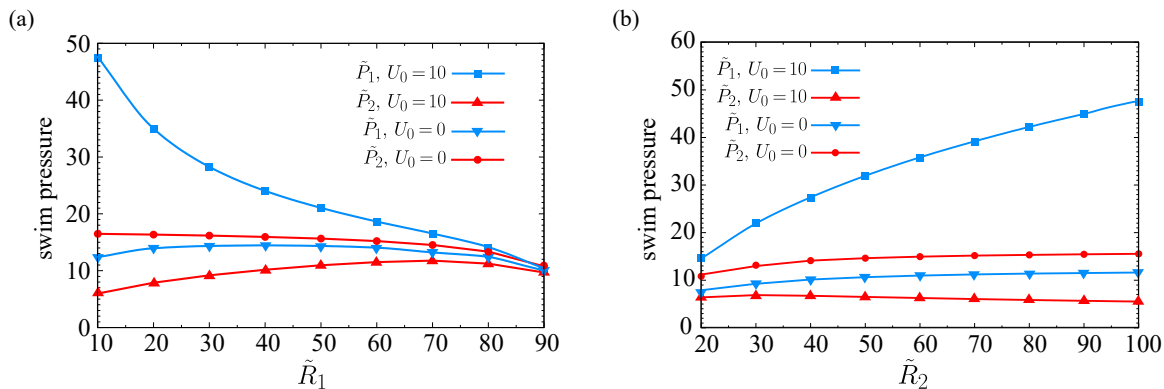 (a)
50
40
30
20
10
0
swim pressure
P̃₁, U₀ = 10
P̃₂, U₀ = 10
P̃₁, U₀ = 0
P̃₂, U₀ = 0
10 20 30 40 50 60 70 80 90
R̃₁
(b)
60
50
40
30
20
10
0
swim pressure
P̃₁, U₀ = 10
P̃₂, U₀ = 10
P̃₁, U₀ = 0
P̃₂, U₀ = 0
20 30 40 50 60 70 80 90 100
R̃₂